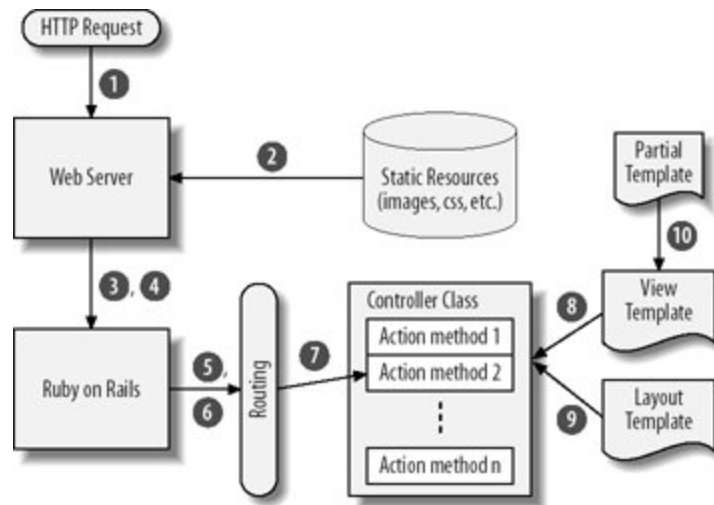 HTTP Request
1
Web Server
2
Static Resources
(images, css, etc.)
Partial
Template
10
3, 4
View
Template
8
Controller Class
Action method 1
Action method 2
Action method n
7
Routing
5,
6
Ruby on Rails
9
Layout
Template